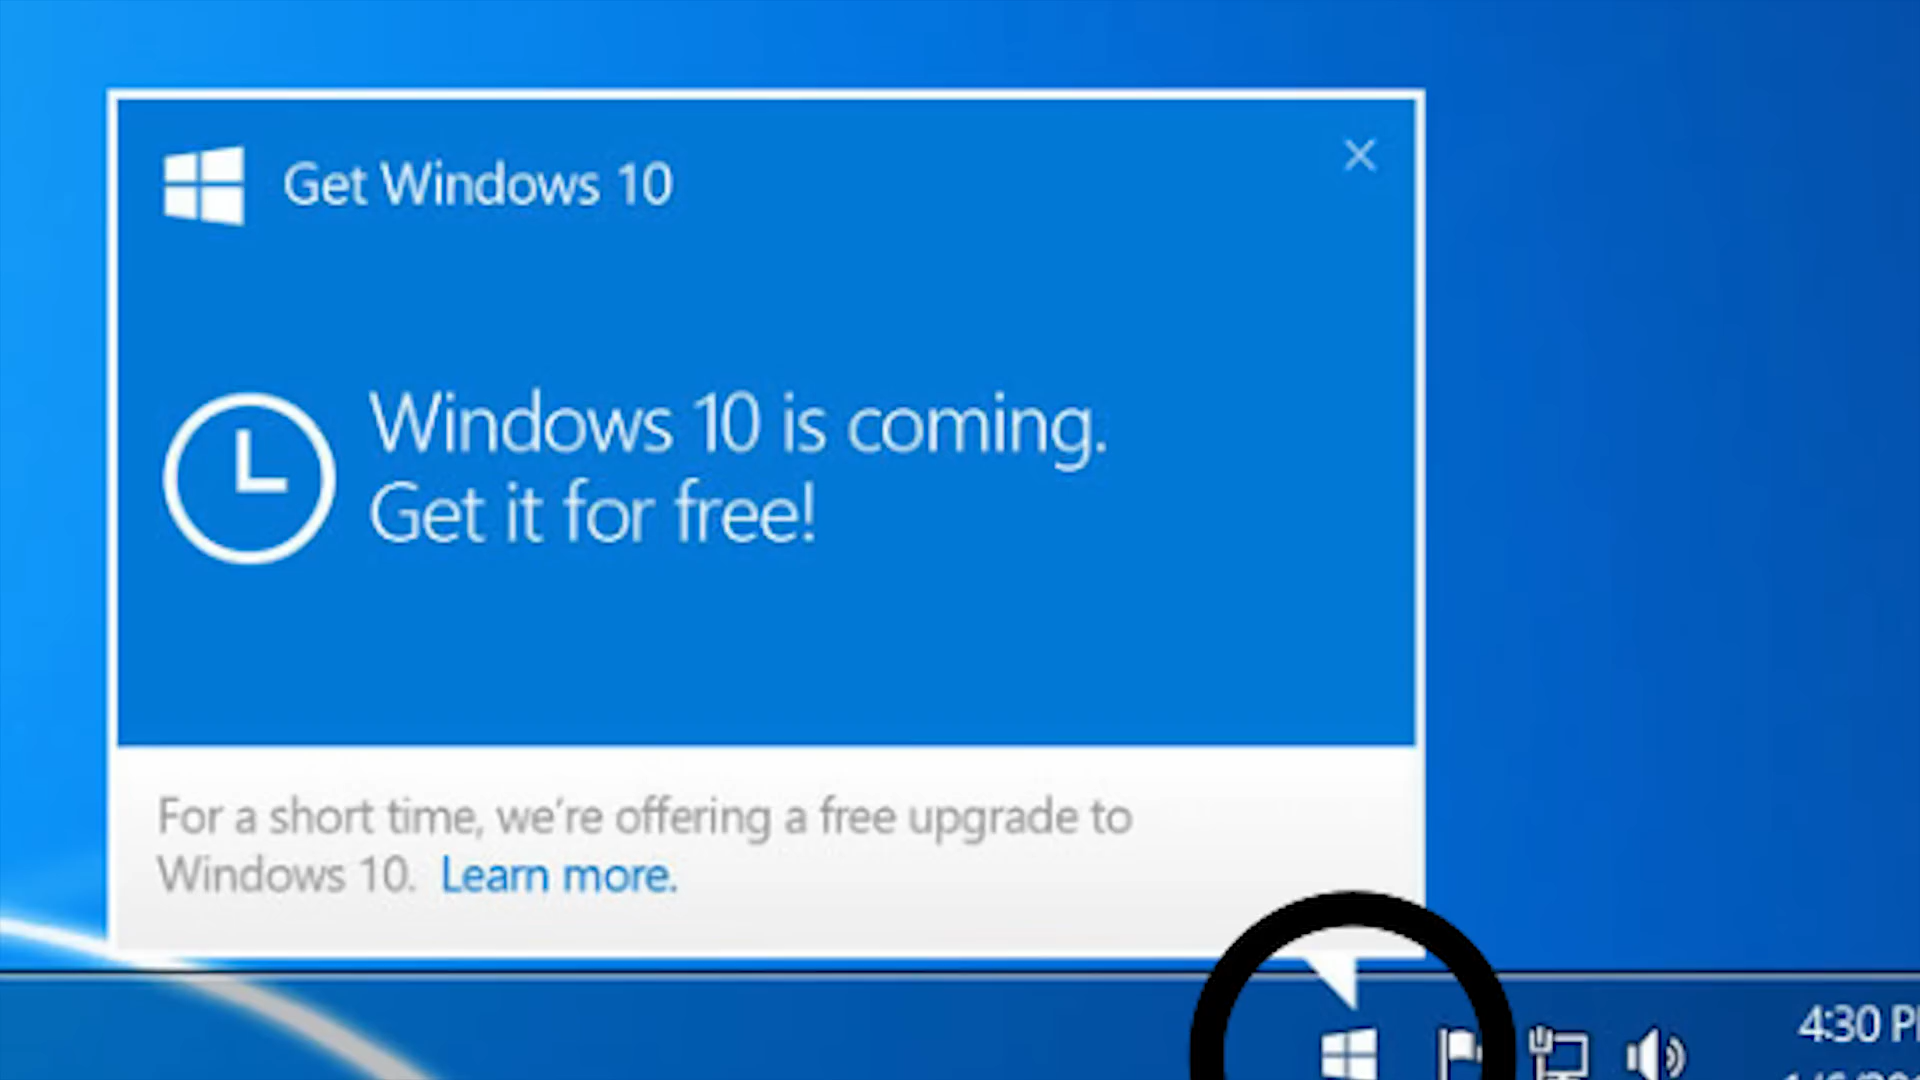 Get Windows 10
Windows 10 is coming.
Get it for free!
For a short time, we're offering a free upgrade to
Windows 10. Learn more.
4:30